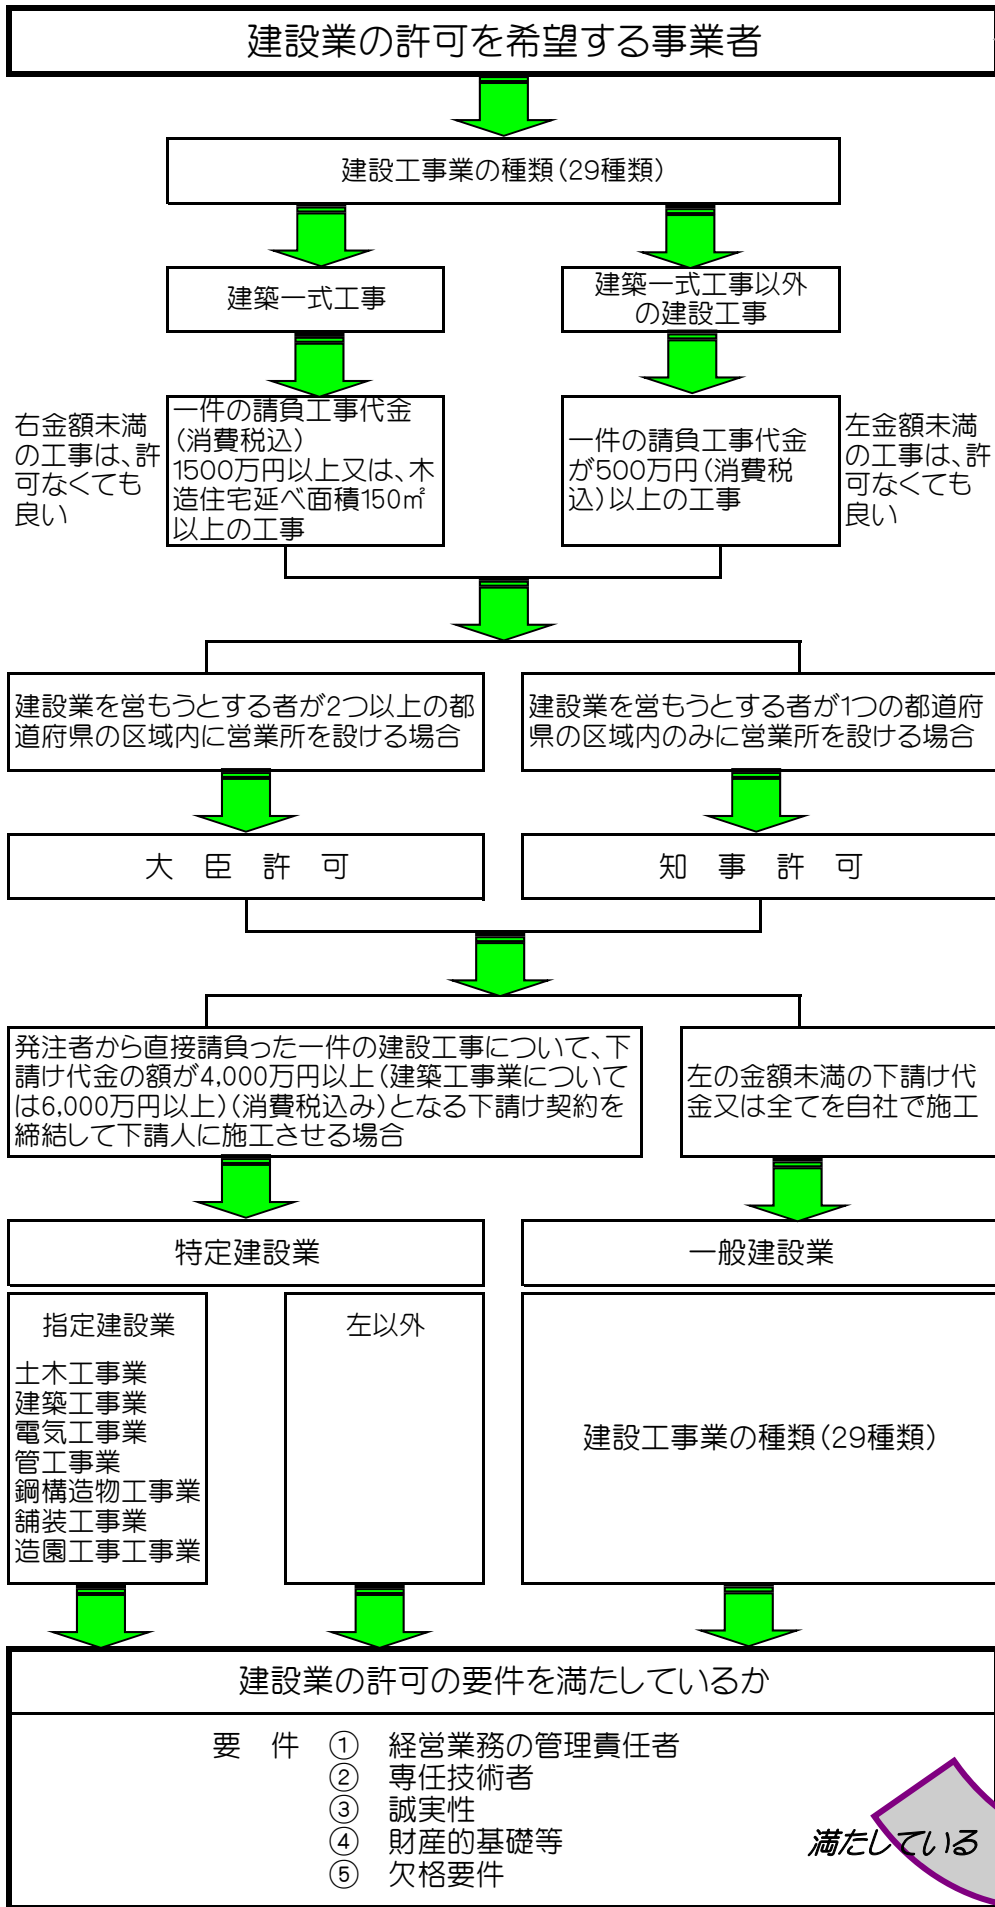 建設業の許可を希望する事業者
建設工事業の種類(29種類)
建築一式工事
建築一式工事以外
の建設工事
右金額未満
の工事は、許
可なくても
良い
一件の請負工事代金
(消費税込)
1500万円以上又は、木
造住宅延べ面積150㎡
以上の工事
一件の請負工事代金
が500万円(消費税
込)以上の工事
左金額未満
の工事は、許
可なくても
良い
建設業を営もうとする者が2つ以上の都
道府県の区域内に営業所を設ける場合
建設業を営もうとする者が1つの都道府
県の区域内のみに営業所を設ける場合
大 臣 許 可
知 事 許 可
発注者から直接請負った一件の建設工事について、下
請け代金の額が4,000万円以上(建築工事業について
は6,000万円以上)(消費税込み)となる下請け契約を
締結して下請人に施工させる場合
左の金額未満の下請け代
金又は全てを自社で施工
特定建設業
一般建設業
指定建設業
土木工事業
建築工事業
電気工事業
管工事業
鋼構造物工事業
舗装工事業
造園工事工事業
左以外
建設工事業の種類(29種類)
建設業の許可の要件を満たしているか
要 件 ① 経営業務の管理責任者
② 専任技術者
③ 誠実性
④ 財産的基礎等
⑤ 欠格要件
満たしている